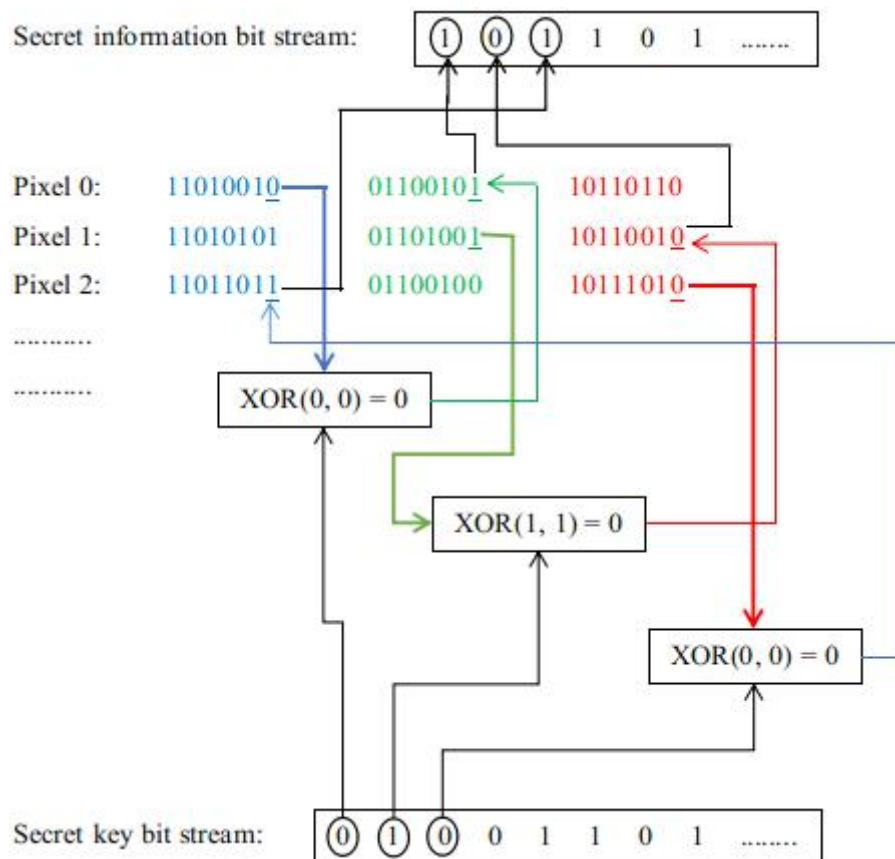 Secret information bit stream: 1 0 1 1 0 1 .......
Pixel 0: 11010010 01100101 10110110
Pixel 1: 11010101 01101001 10110010
Pixel 2: 11011011 01100100 10111010
...........
...........
XOR(0, 0) = 0
XOR(1, 1) = 0
XOR(0, 0) = 0
Secret key bit stream: 0 1 0 0 1 1 0 1 ........